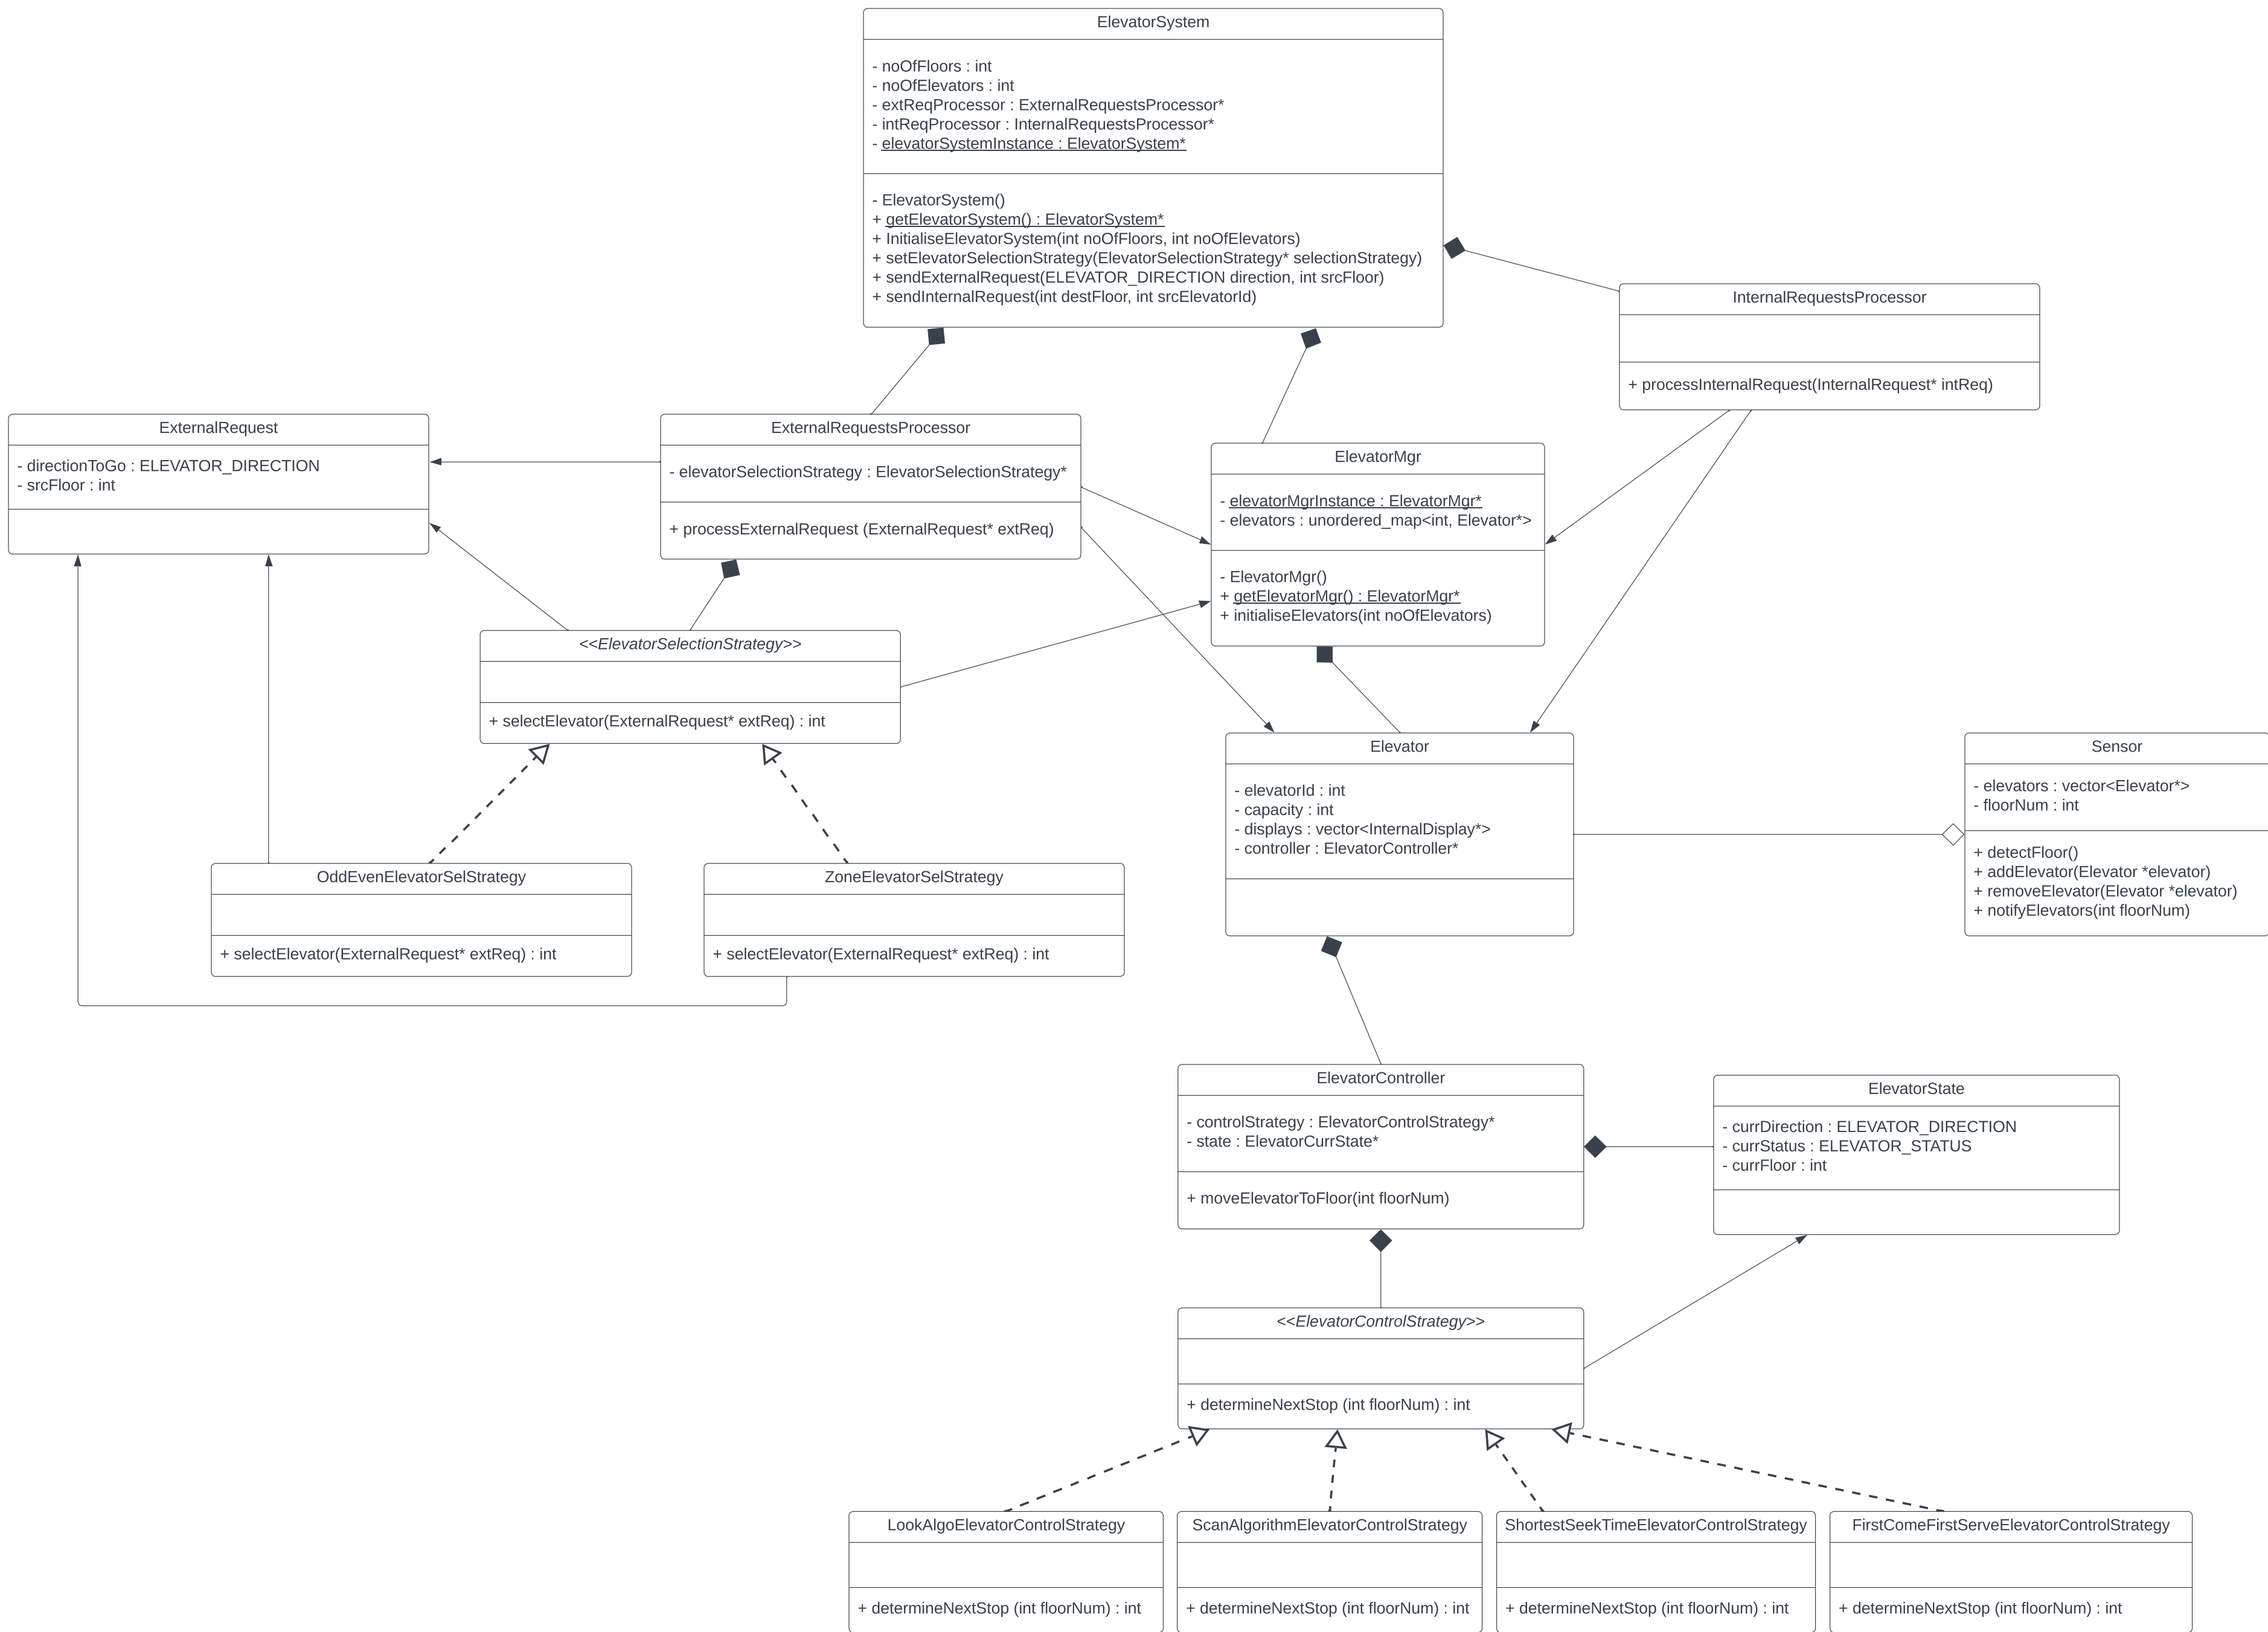 ElevatorSystem
- noOfFloors : int
- noOfElevators : int
- extReqProcessor : ExternalRequestsProcessor*
- intReqProcessor : InternalRequestsProcessor*
- elevatorSystemInstance : ElevatorSystem*
- ElevatorSystem()
+ getElevatorSystem() : ElevatorSystem*
+ InitialiseElevatorSystem(int noOfFloors, int noOfElevators)
+ setElevatorSelectionStrategy(ElevatorSelectionStrategy* selectionStrategy)
+ sendExternalRequest(ELEVATOR_DIRECTION direction, int srcFloor)
+ sendInternalRequest(int destFloor, int srcElevatorId)
InternalRequestsProcessor
+ processInternalRequest(InternalRequest* intReq)
ExternalRequest
- directionToGo : ELEVATOR_DIRECTION
- srcFloor : int
ExternalRequestsProcessor
- elevatorSelectionStrategy : ElevatorSelectionStrategy*
+ processExternalRequest (ExternalRequest* extReq)
ElevatorMgr
- elevatorMgrInstance : ElevatorMgr*
- elevators : unordered_map<int, Elevator*>
- ElevatorMgr()
+ getElevatorMgr() : ElevatorMgr*
+ initialiseElevators(int noOfElevators)
<<ElevatorSelectionStrategy>>
+ selectElevator(ExternalRequest* extReq) : int
Elevator
- elevatorId : int
- capacity : int
- displays : vector<InternalDisplay*>
- controller : ElevatorController*
Sensor
- elevators : vector<Elevator*>
- floorNum : int
+ detectFloor()
+ addElevator(Elevator *elevator)
+ removeElevator(Elevator *elevator)
+ notifyElevators(int floorNum)
OddEvenElevatorSelStrategy
+ selectElevator(ExternalRequest* extReq) : int
ZoneElevatorSelStrategy
+ selectElevator(ExternalRequest* extReq) : int
ElevatorController
- controlStrategy : ElevatorControlStrategy*
- state : ElevatorCurrState*
+ moveElevatorToFloor(int floorNum)
ElevatorState
- currDirection : ELEVATOR_DIRECTION
- currStatus : ELEVATOR_STATUS
- currFloor : int
<<ElevatorControlStrategy>>
+ determineNextStop (int floorNum) : int
LookAlgoElevatorControlStrategy
+ determineNextStop (int floorNum) : int
ScanAlgorithmElevatorControlStrategy
+ determineNextStop (int floorNum) : int
ShortestSeekTimeElevatorControlStrategy
+ determineNextStop (int floorNum) : int
FirstComeFirstServeElevatorControlStrategy
+ determineNextStop (int floorNum) : int